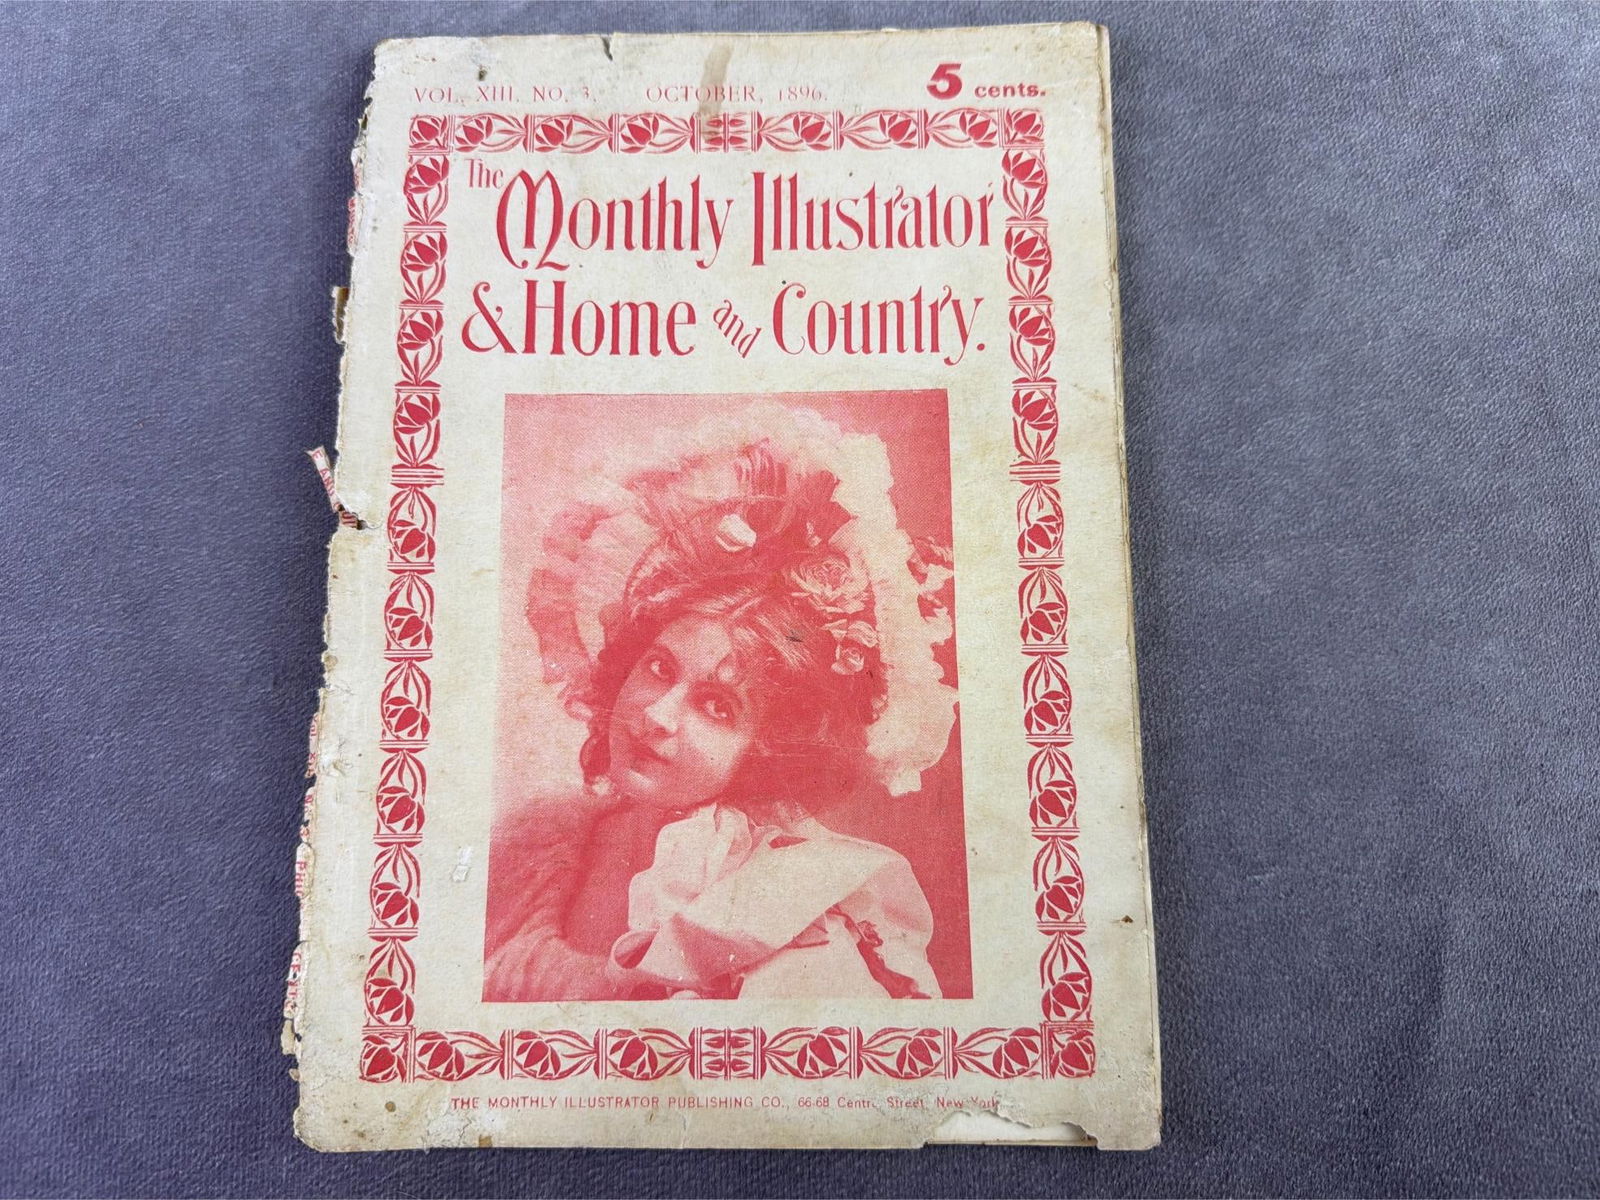 VOL. XIII. NO. 3. OCTOBER, 1896. 5 cents.
The Monthly Illustrator
& Home and Country.
THE MONTHLY ILLUSTRATOR PUBLISHING CO., 66-68 Centre Street, New York